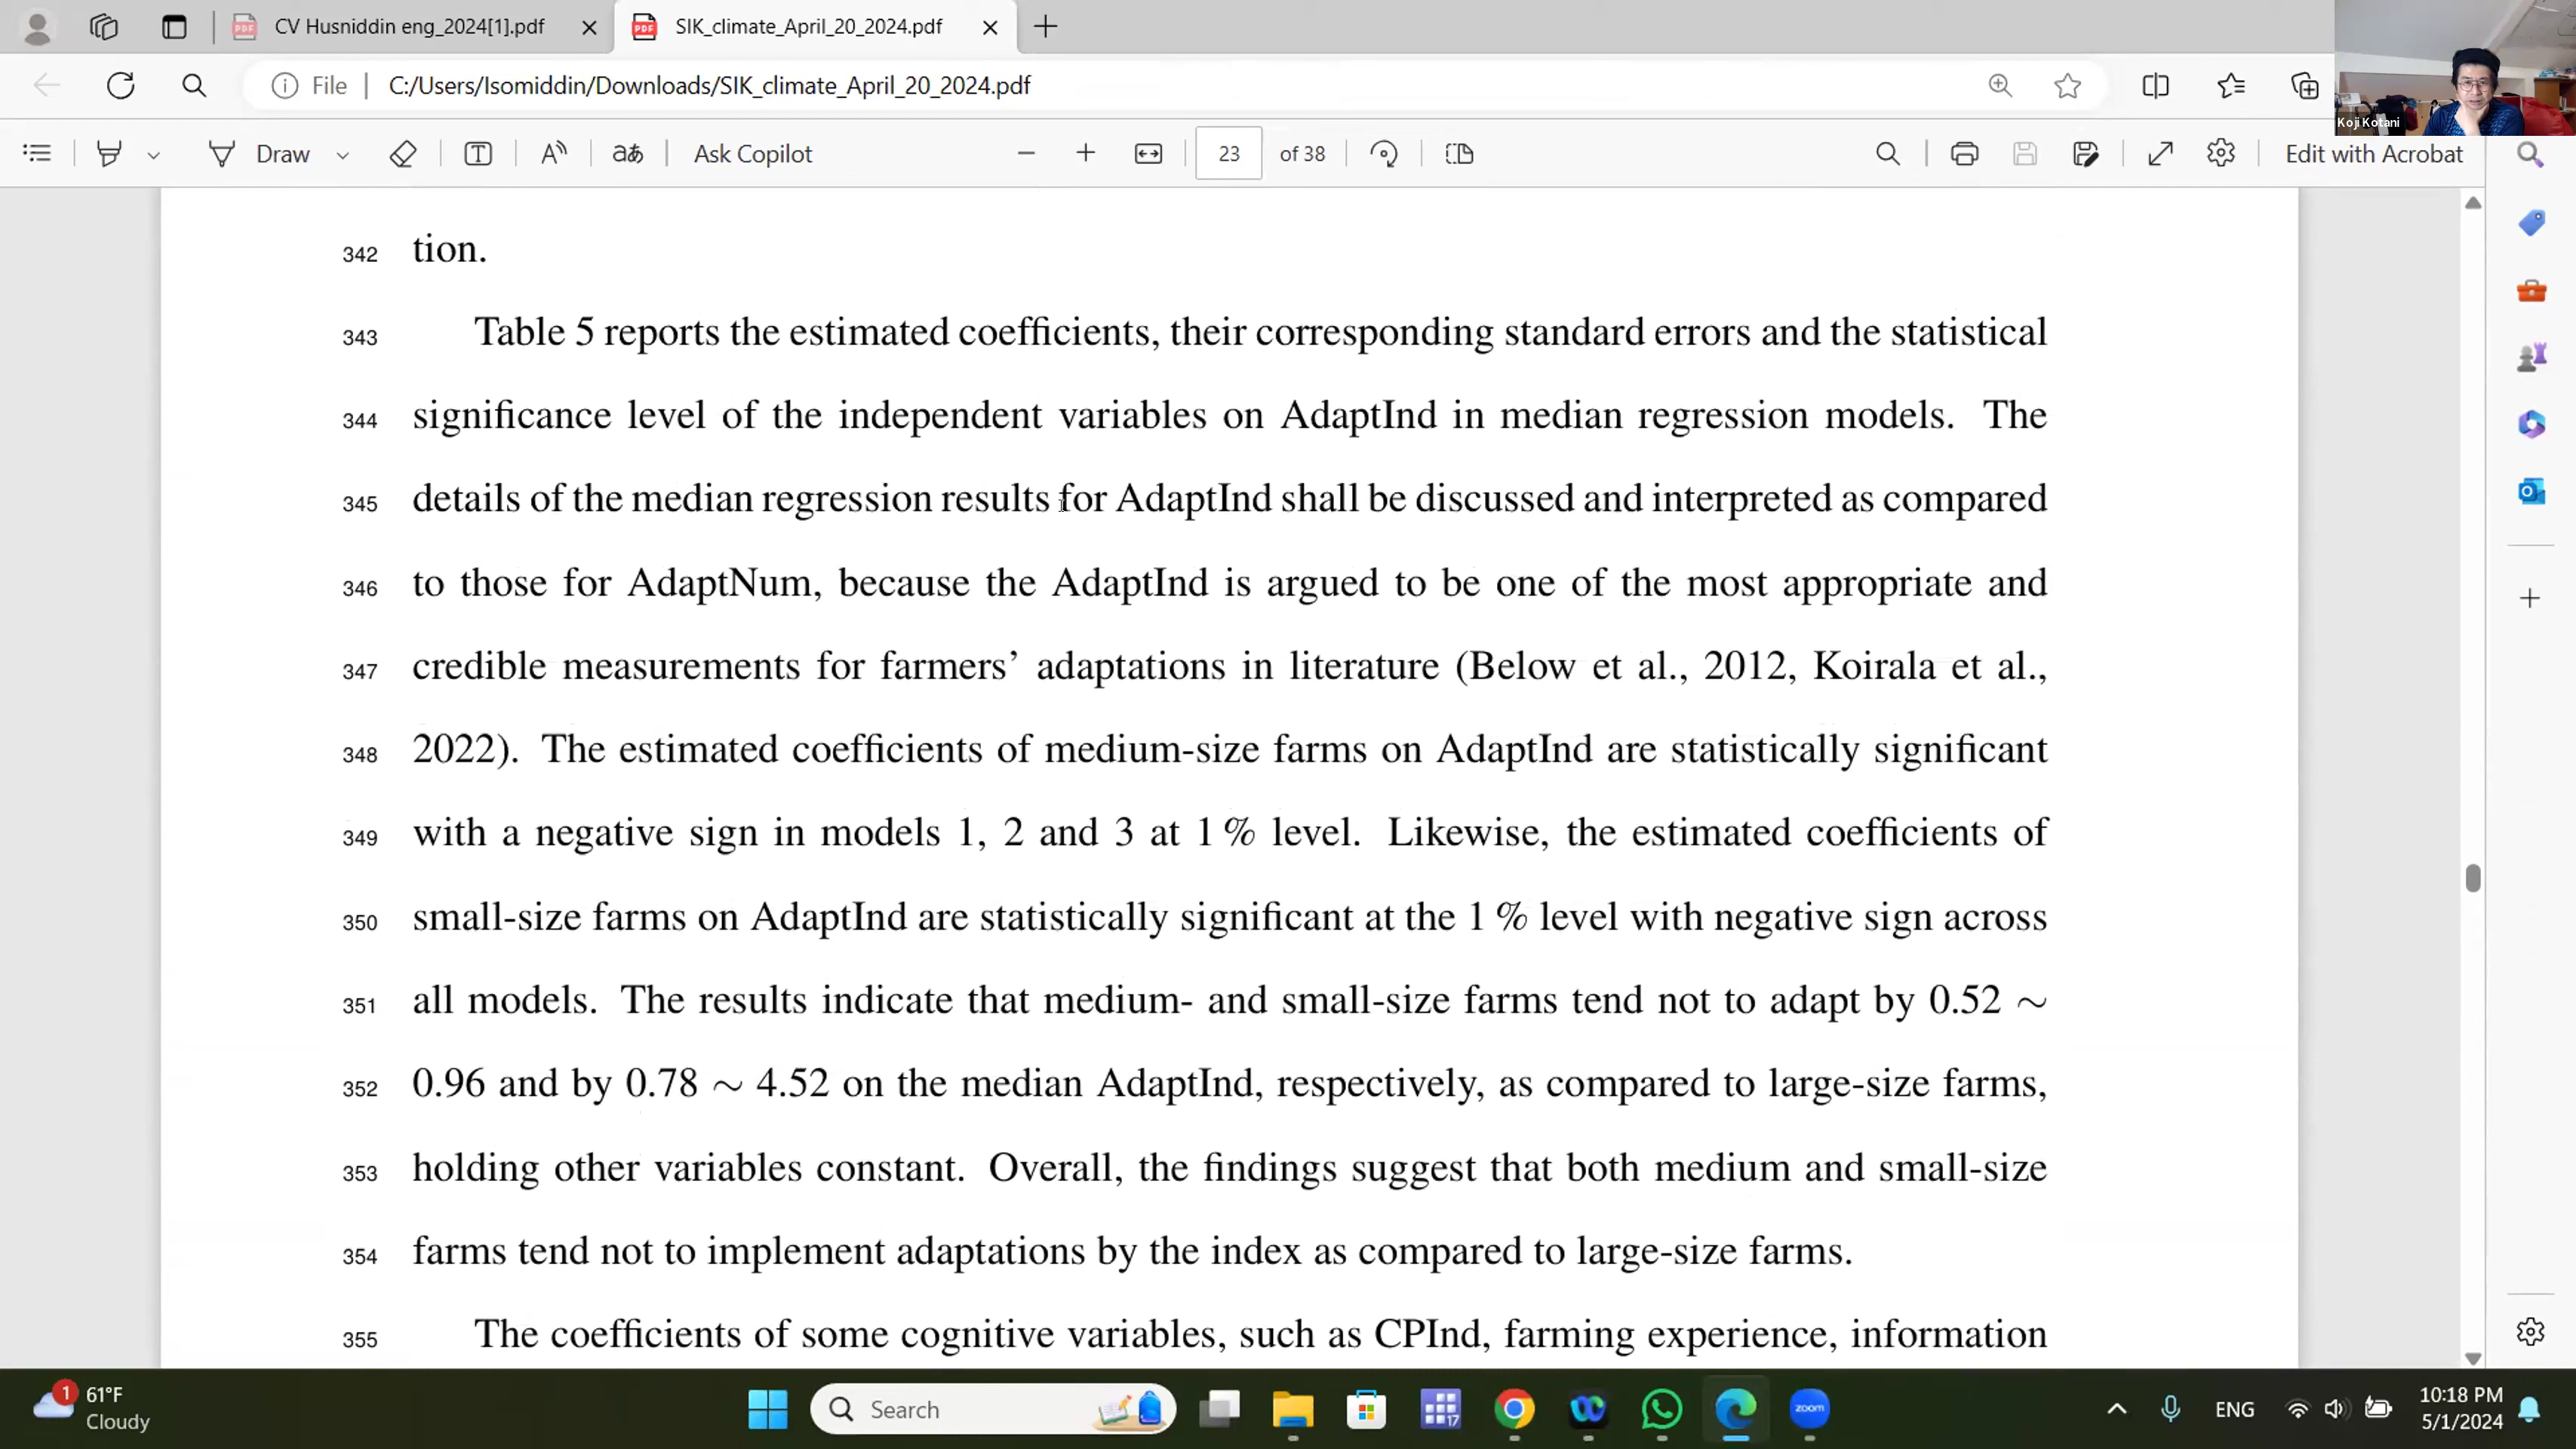 CV Husniddin eng_2024[1].pdf
SIK_climate_April_20_2024.pdf
File
C:/Users/Isomiddin/Downloads/SIK_climate_April_20_2024.pdf
Koji Kotani
Draw
aあ
Ask Copilot
23
of 38
Edit with Acrobat
342 tion.
343 Table 5 reports the estimated coefficients, their corresponding standard errors and the statistical
344 significance level of the independent variables on AdaptInd in median regression models. The
345 details of the median regression results for AdaptInd shall be discussed and interpreted as compared
346 to those for AdaptNum, because the AdaptInd is argued to be one of the most appropriate and
347 credible measurements for farmers’ adaptations in literature (Below et al., 2012, Koirala et al.,
348 2022). The estimated coefficients of medium-size farms on AdaptInd are statistically significant
349 with a negative sign in models 1, 2 and 3 at 1 % level. Likewise, the estimated coefficients of
350 small-size farms on AdaptInd are statistically significant at the 1 % level with negative sign across
351 all models. The results indicate that medium- and small-size farms tend not to adapt by 0.52 ∼
352 0.96 and by 0.78 ∼ 4.52 on the median AdaptInd, respectively, as compared to large-size farms,
353 holding other variables constant. Overall, the findings suggest that both medium and small-size
354 farms tend not to implement adaptations by the index as compared to large-size farms.
355 The coefficients of some cognitive variables, such as CPInd, farming experience, information
1
61°F
Cloudy
Search
17
zoom
ENG
10:18 PM
5/1/2024